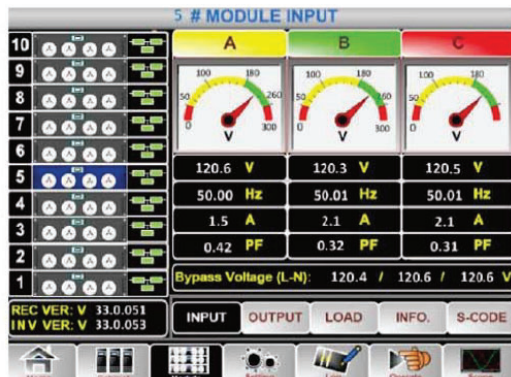 5 # MODULE INPUT
10
9
8
7
6
5
4
3
2
1
A B C
0 50 100 180 260 300 V
0 50 100 180 260 300 V
0 50 100 180 260 300 V
120.6 V 120.3 V 120.5 V
50.00 Hz 50.01 Hz 50.01 Hz
1.5 A 2.1 A 2.1 A
0.42 PF 0.32 PF 0.31 PF
Bypass Voltage (L-N): 120.4 / 120.6 / 120.6 V
REC VER: V 33.0.051
INV VER: V 33.0.053
INPUT OUTPUT LOAD INFO. S-CODE